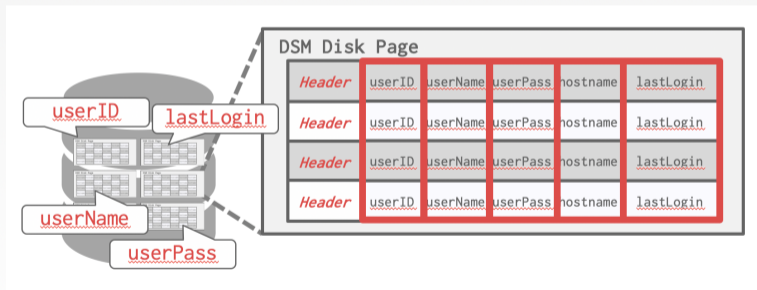 DSM Disk Page
Header userID userName userPass hostname lastLogin
Header userID userName userPass hostname lastLogin
Header userID userName userPass hostname lastLogin
Header userID userName userPass hostname lastLogin
userID
lastLogin
userName
userPass